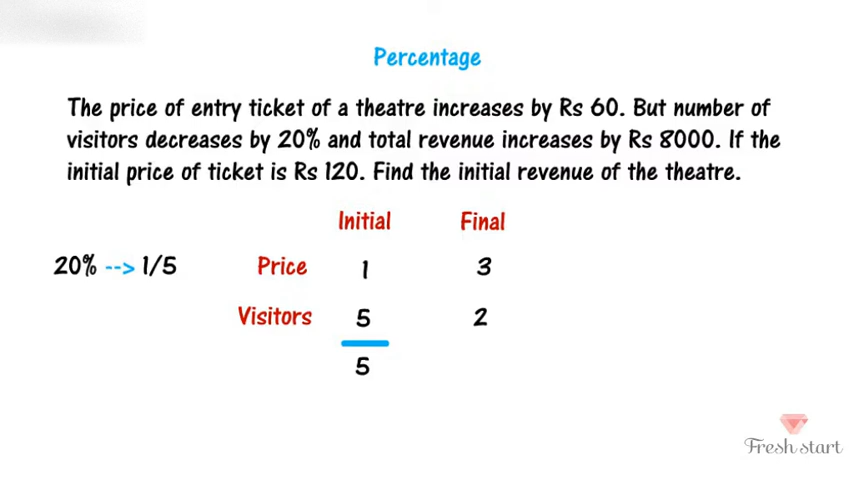 Percentage
The price of entry ticket of a theatre increases by Rs 60. But number of
visitors decreases by 20% and total revenue increases by Rs 8000. If the
initial price of ticket is Rs 120. Find the initial revenue of the theatre.
Initial Final
20% --> 1/5 Price 1 3
Visitors 5 2
5
Fresh start